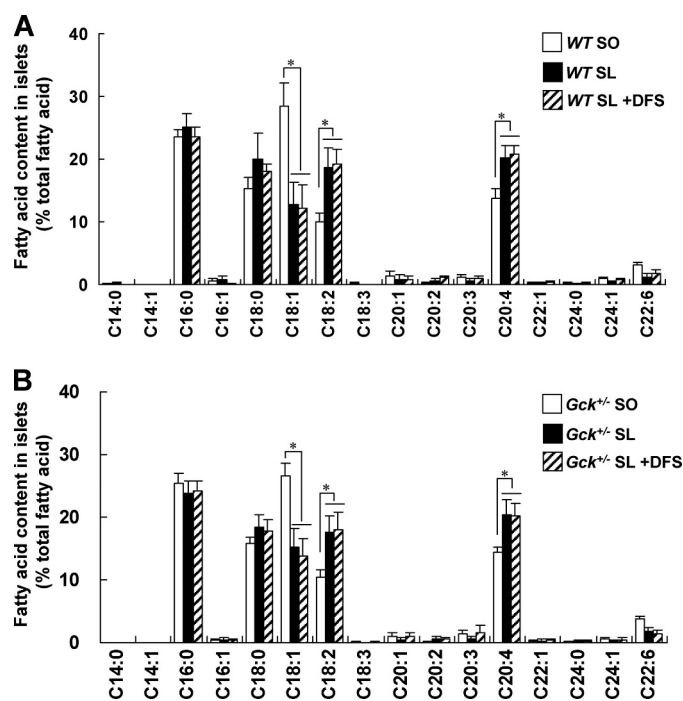 A
Fatty acid content in islets
(% total fatty acid)
40
30
20
10
0
WT SO
WT SL
WT SL +DFS
*
*
*
C14:0
C14:1
C16:0
C16:1
C18:0
C18:1
C18:2
C18:3
C20:1
C20:2
C20:3
C20:4
C22:1
C24:0
C24:1
C22:6
B
Fatty acid content in islets
(% total fatty acid)
40
30
20
10
0
Gck+/- SO
Gck+/- SL
Gck+/- SL +DFS
*
*
*
C14:0
C14:1
C16:0
C16:1
C18:0
C18:1
C18:2
C18:3
C20:1
C20:2
C20:3
C20:4
C22:1
C24:0
C24:1
C22:6